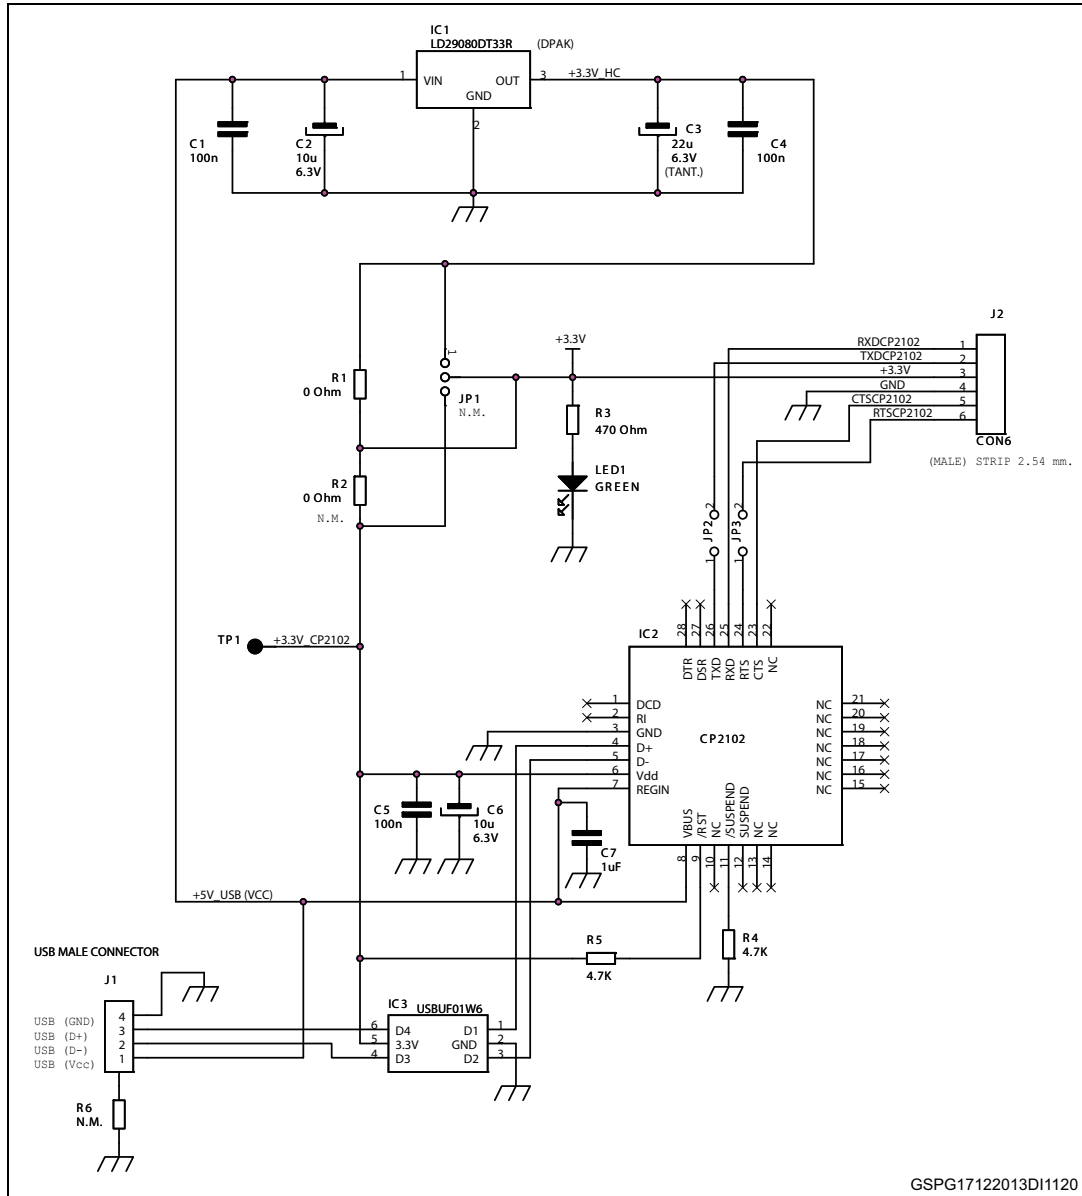 IC1
LD29080DT33R (DPAK)
1 VIN OUT 3 +3.3V_HC
GND
2
C1
100n
C2
10u
6.3V
C3
22u
6.3V
(TANT.)
C4
100n
J2
1
+3.3V
RXDCP2102 1
TXDCP2102 2
+3.3V 3
GND 4
CTSCP2102 5
RTSCP2102 6
CON6
(MALE) STRIP 2.54 mm.
R1
0 Ohm
JP1
N.M.
R3
470 Ohm
R2
0 Ohm
N.M.
LED1
GREEN
JP2
1
2
JP3
1
2
TP1 +3.3V_CP2102
IC2
28 27 26 25 24 23 22
DTR DSR TXD RXD RTS CTS NC
1 DCD
2 RI
3 GND
4 D+
5 D-
6 Vdd
7 REGIN
CP2102
NC 21
NC 20
NC 19
NC 18
NC 17
NC 16
NC 15
VBUS /RST NC /SUSPEND SUSPEND NC NC
8 9 10 11 12 13 14
C5
100n
C6
10u
6.3V
C7
1uF
+5V_USB (VCC)
R5
4.7K
R4
4.7K
USB MALE CONNECTOR
J1
USB (GND) 4
USB (D+) 3
USB (D-) 2
USB (Vcc) 1
IC3 USBUF01W6
6 D4 D1 1
5 3.3V GND 2
4 D3 D2 3
R6
N.M.
GSPG17122013DI1120